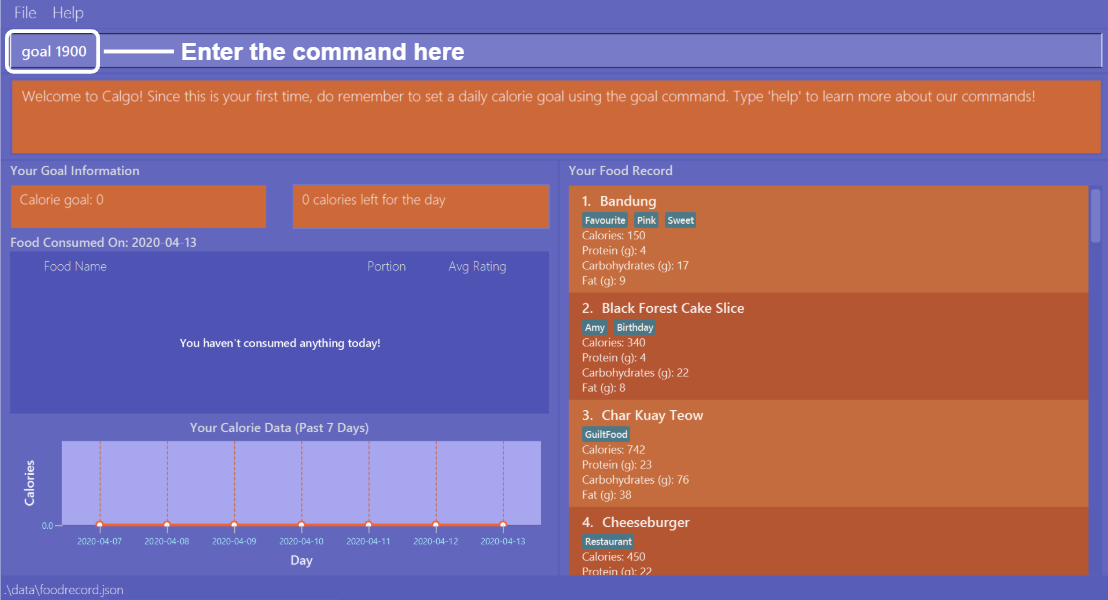 File Help
goal 1900
Enter the command here
Welcome to Calgo! Since this is your first time, do remember to set a daily calorie goal using the goal command. Type 'help' to learn more about our commands!
Your Goal Information
Calorie goal: 0
0 calories left for the day
Food Consumed On: 2020-04-13
Food Name Portion Avg Rating
You haven't consumed anything today!
Your Calorie Data (Past 7 Days)
Calories
0.0
2020-04-07 2020-04-08 2020-04-09 2020-04-10 2020-04-11 2020-04-12 2020-04-13
Day
Your Food Record
1. Bandung
Favourite Pink Sweet
Calories: 150
Protein (g): 4
Carbohydrates (g): 17
Fat (g): 9
2. Black Forest Cake Slice
Amy Birthday
Calories: 340
Protein (g): 4
Carbohydrates (g): 22
Fat (g): 8
3. Char Kuay Teow
GuiltFood
Calories: 742
Protein (g): 23
Carbohydrates (g): 76
Fat (g): 38
4. Cheeseburger
Restaurant
Calories: 450
Protein (g): 22
.\data\foodrecord.json